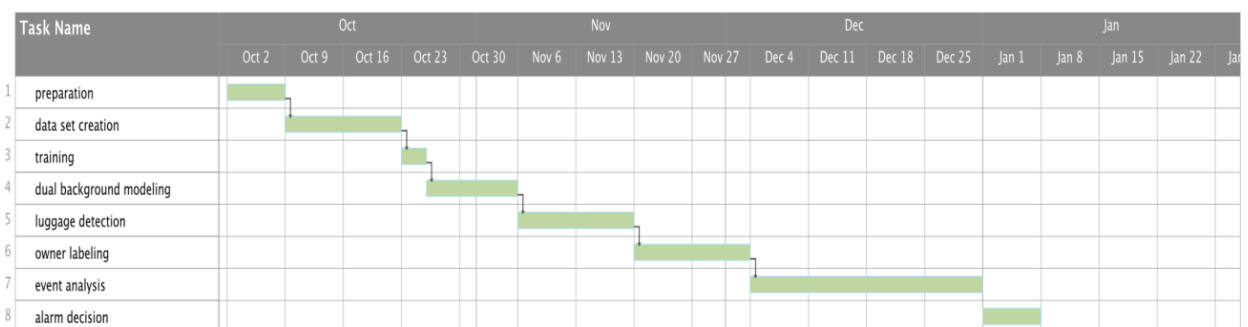 Task Name Oct Nov Dec Jan
Oct 2 Oct 9 Oct 16 Oct 23 Oct 30 Nov 6 Nov 13 Nov 20 Nov 27 Dec 4 Dec 11 Dec 18 Dec 25 Jan 1 Jan 8 Jan 15 Jan 22 Jan
1 preparation
2 data set creation
3 training
4 dual background modeling
5 luggage detection
6 owner labeling
7 event analysis
8 alarm decision